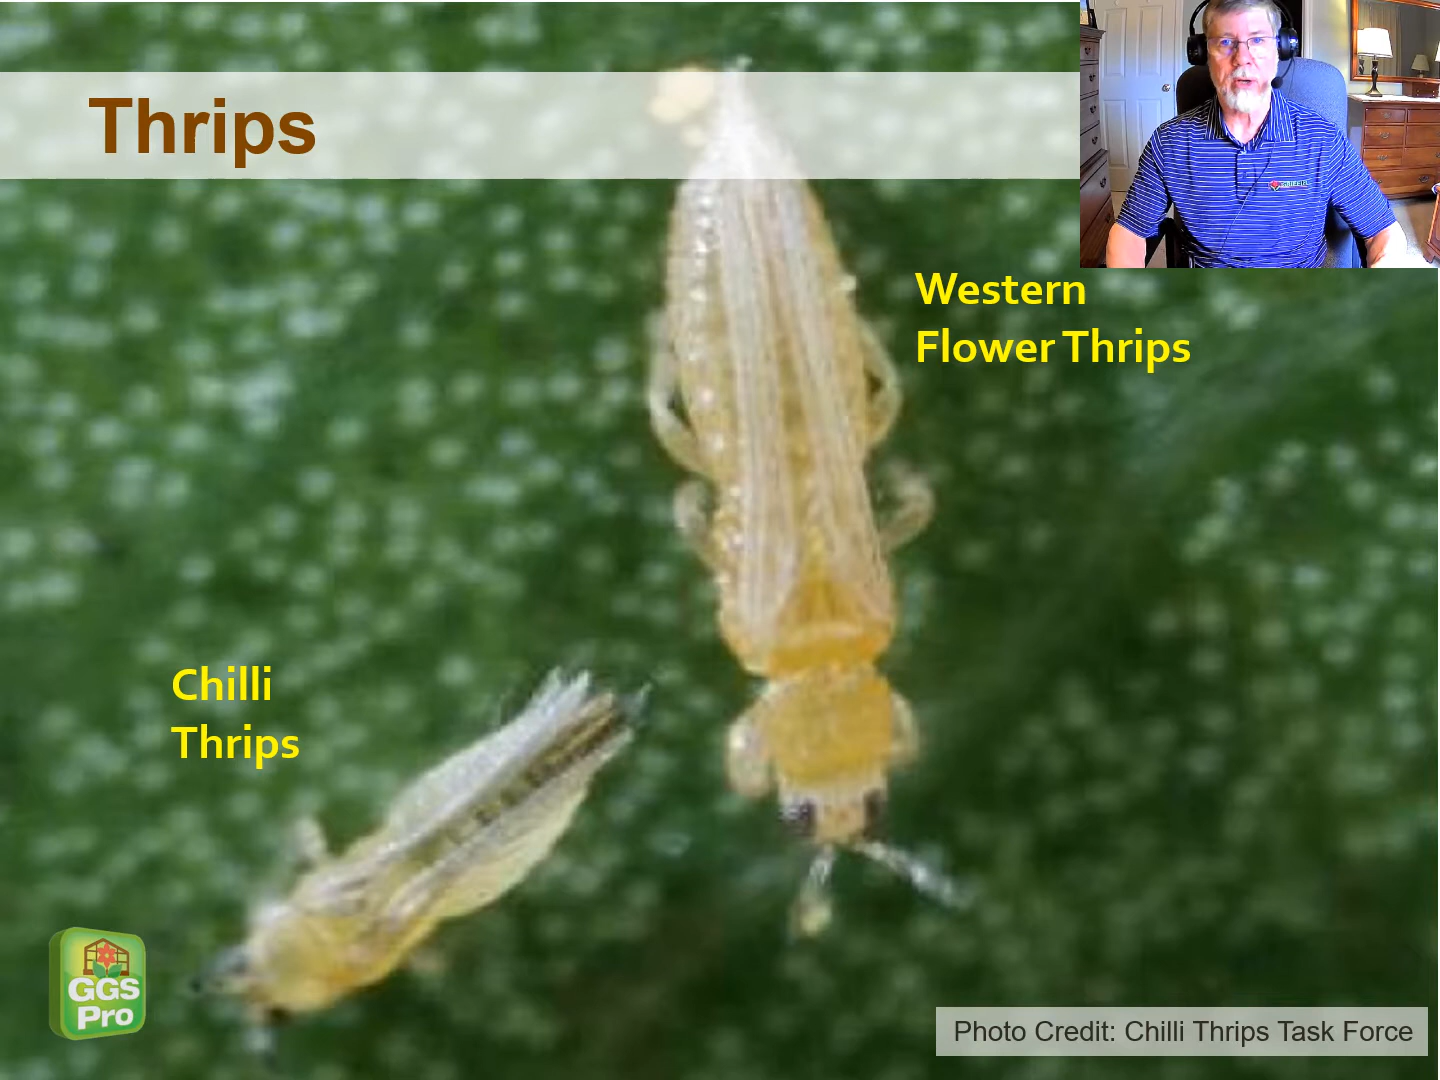 Thrips
Western
Flower Thrips
Chilli
Thrips
GGS
Pro
Photo Credit: Chilli Thrips Task Force